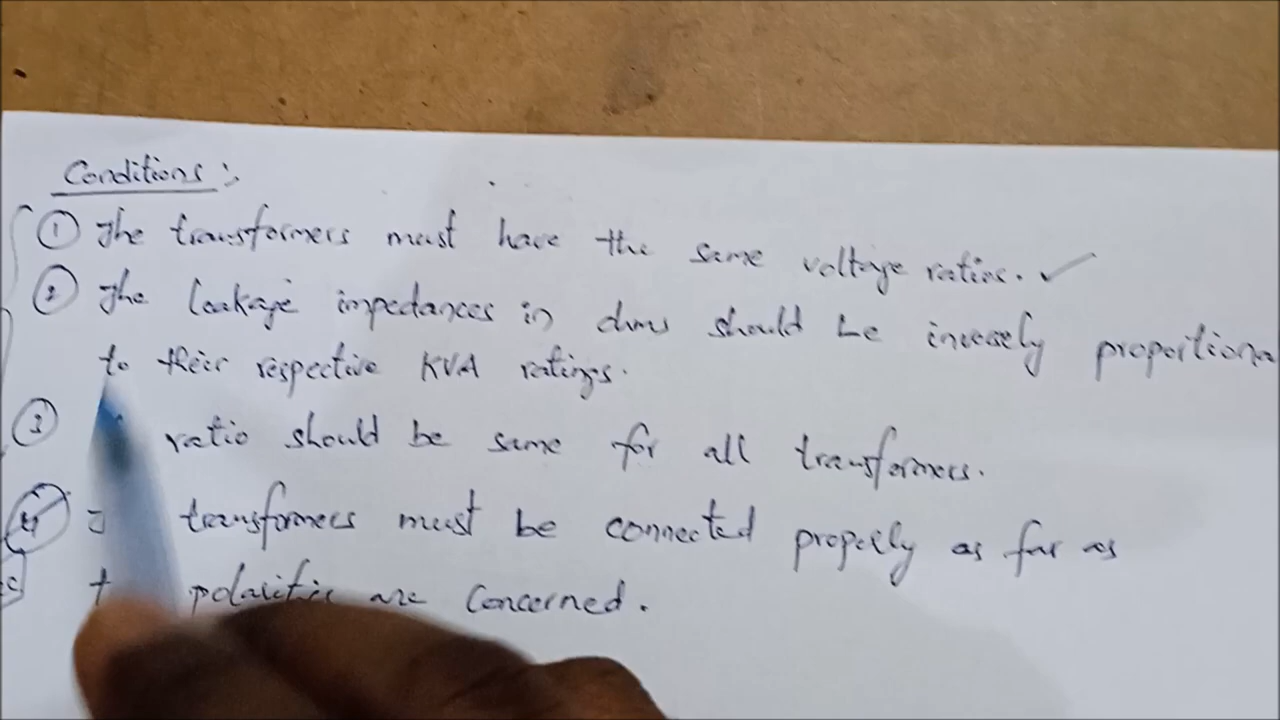 Conditions :-
① The transformers must have the same voltage ratios. ✓
② The leakage impedances in ohms should be inversely proportiona
to their respective KVA ratings.
③ ratio should be same for all transformers.
④ transformers must be connected properly as far as
polarities are concerned.